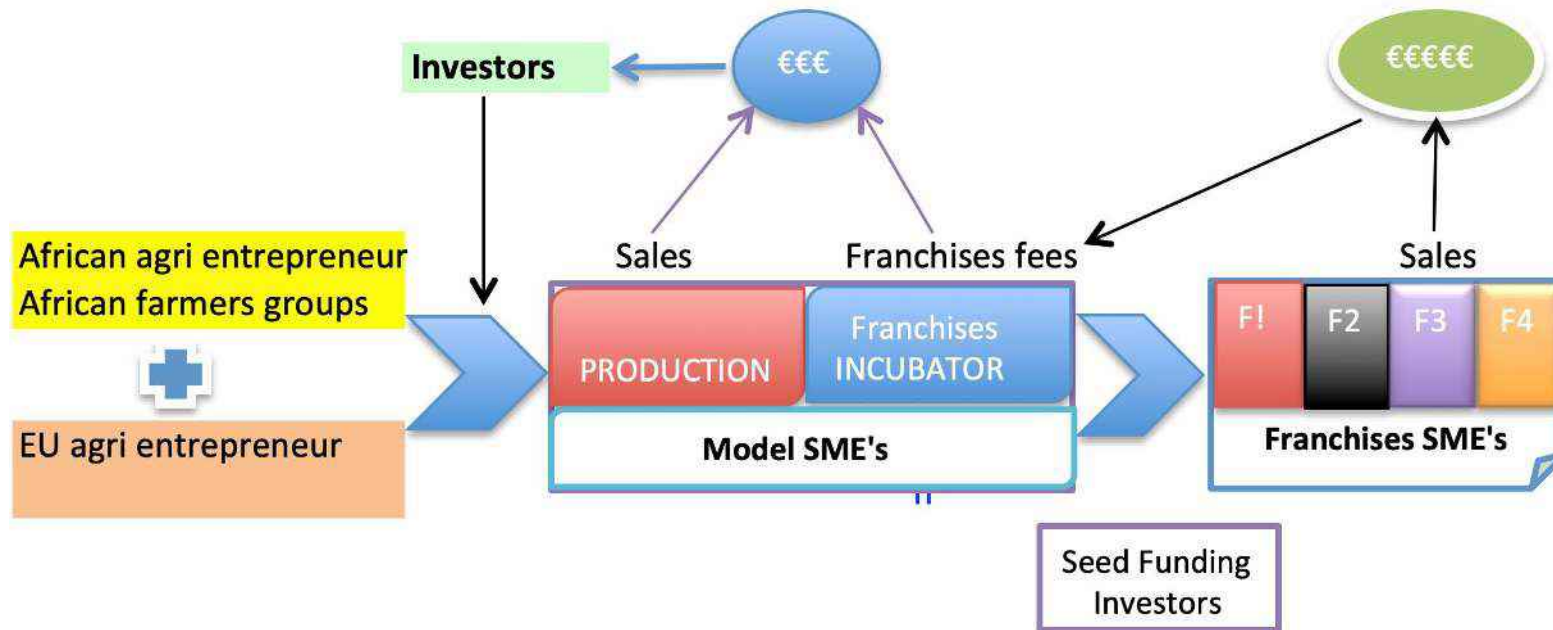 €€€
€€€€€
Investors
African agri entrepreneur
African farmers groups
Sales
Franchises fees
Sales
PRODUCTION
Franchises
INCUBATOR
F!
F2
F3
F4
EU agri entrepreneur
Model SME's
Franchises SME's
Seed Funding
Investors